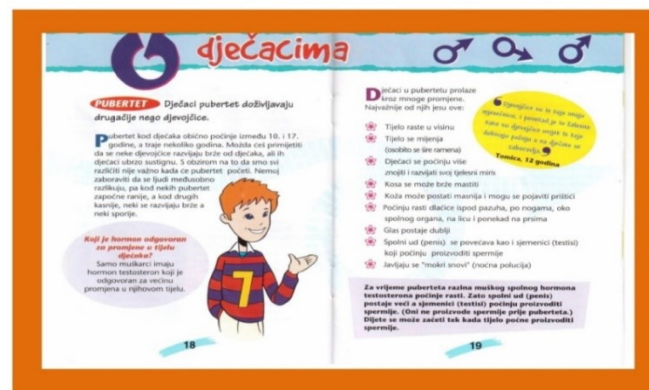 O dječacima
PUBERTET Dječaci pubertet doživljavaju
drugačije nego djevojčice.
Pubertet kod dječaka obično počinje između 10. i 17.
godine, a traje nekoliko godina. Možda ćeš primijetiti
da se neke djevojčice razvijaju brže od dječaka, ali ih
dječaci ubrzo sustignu. S obzirom na to da smo svi
različiti nije važno kada će pubertet početi. Nemoj
zaboraviti da se ljudi međusobno
razlikuju, pa kod nekih pubertet
započne ranije, a kod drugih
kasnije, neki se razvijaju brže a
neki sporije.
Koji je hormon odgovoran
za promjene u tijelu
dječaka?
Samo muškarci imaju
hormon testosteron koji je
odgovoran za većinu
promjena u njihovom tijelu.
7
18
Dječaci u pubertetu prolaze
kroz mnoge promjene.
Najvažnije od njih jesu ove:
Tijelo raste u visinu
Tijelo se mijenja
(osobito se šire ramena)
Dječaci se počinju više
znojiti i razvijati svoj tjelesni miris
Kosa se može brže mastiti
Koža može postati masnija i mogu se pojavit prištići
Počinju rasti dlačice ispod pazuha, po nogama, oko
spolnog organa, na licu i ponekad na prsima
Glas postaje dublji
Spolni ud (penis) se povećava kao i sjemenici (testisi)
koji počinju proizvoditi spermije
Javljaju se "mokri snovi" (noćna polucija)
Tomica, 12 godina
Za vrijeme puberteta razina muškog spolnog hormona
testosterona počinje rasti. Zato spolni ud (penis)
postaje veći a sjemenici (testisi) počinju proizvoditi
spermije. (Oni ne proizvode spermije prije puberteta.)
Dijete se može začeti tek kada tijelo počne proizvoditi
spermije.
19